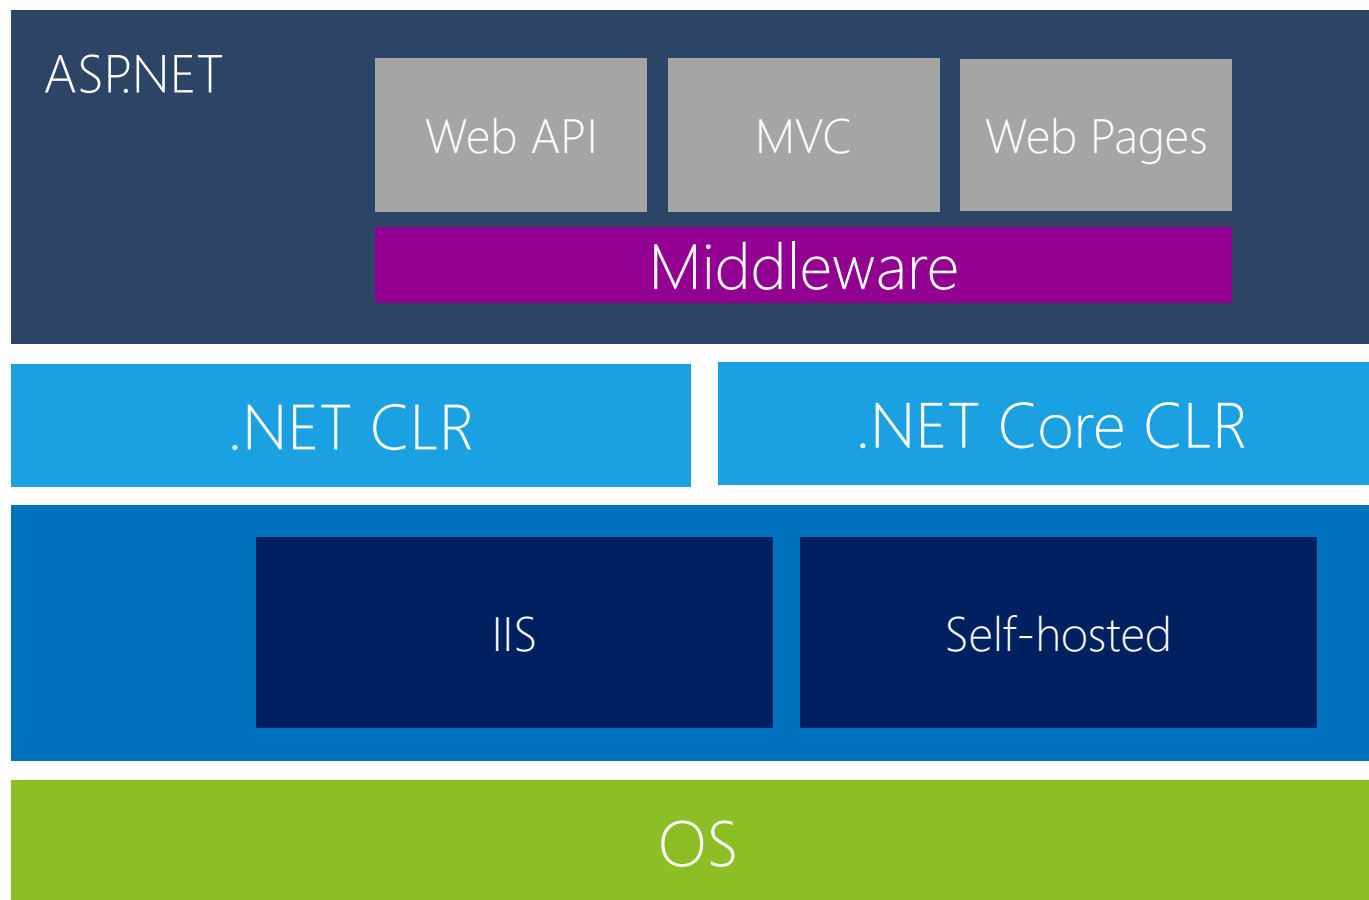 ASP.NET
Web API
MVC
Web Pages
Middleware
.NET CLR
.NET Core CLR
IIS
Self-hosted
OS